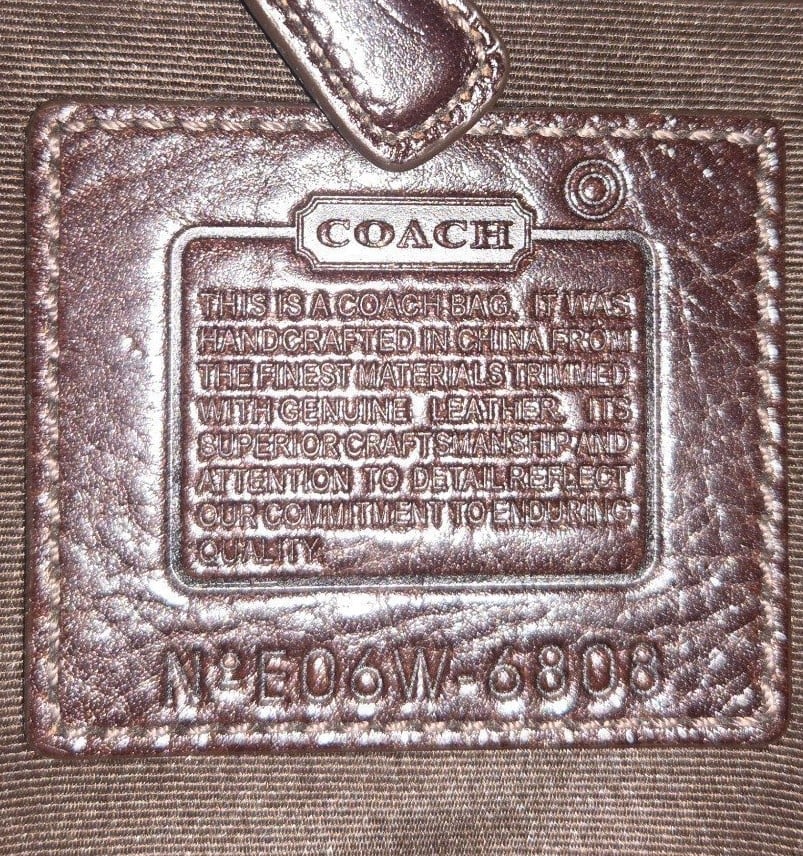 COACH
THIS IS A COACH BAG. IT WAS
HANDCRAFTED IN CHINA FROM
THE FINEST MATERIALS TRIMMED
WITH GENUINE LEATHER. ITS
SUPERIOR CRAFTSMANSHIP AND
ATTENTION TO DETAIL REFLECT
OUR COMMITMENT TO ENDURING
QUALITY.
Nº E06W-6808